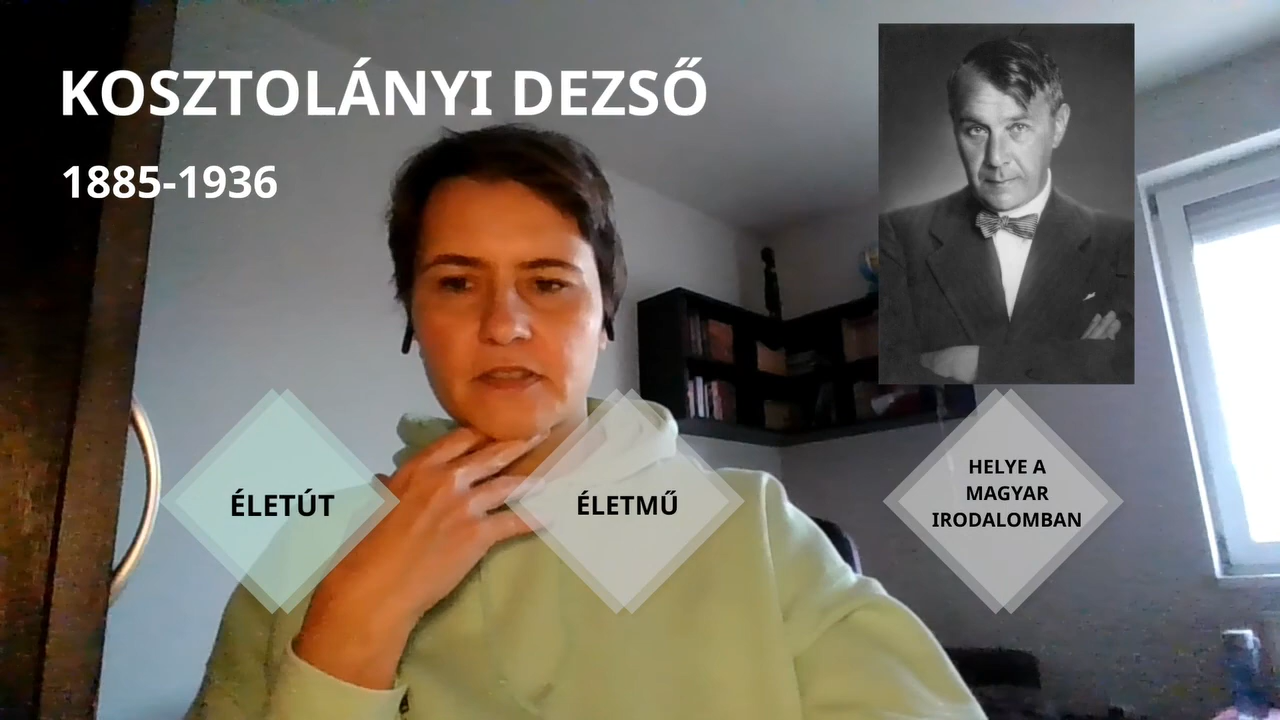 KOSZTOLÁNYI DEZSŐ
1885-1936
ÉLETÚT
ÉLETMŰ
HELYE A
MAGYAR
IRODALOMBAN